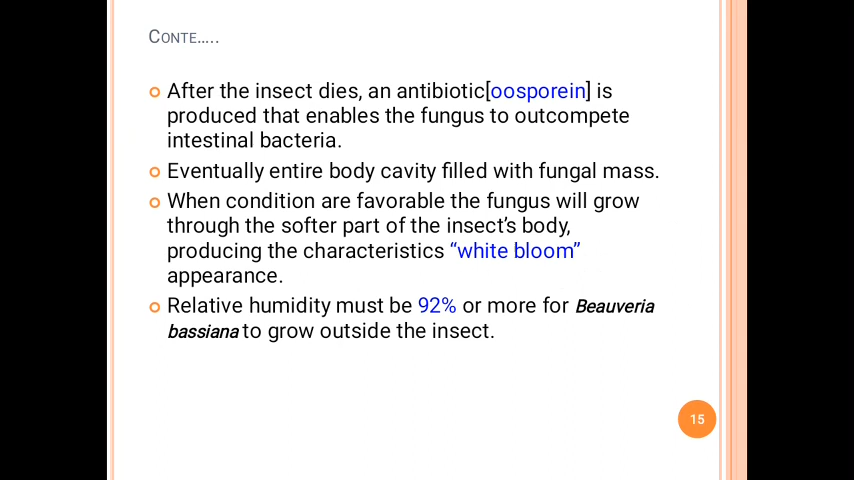 Conte.....
After the insect dies, an antibiotic[oosporein] is
produced that enables the fungus to outcompete
intestinal bacteria.
Eventually entire body cavity filled with fungal mass.
When condition are favorable the fungus will grow
through the softer part of the insect’s body,
producing the characteristics “white bloom”
appearance.
Relative humidity must be 92% or more for Beauveria
bassiana to grow outside the insect.
15